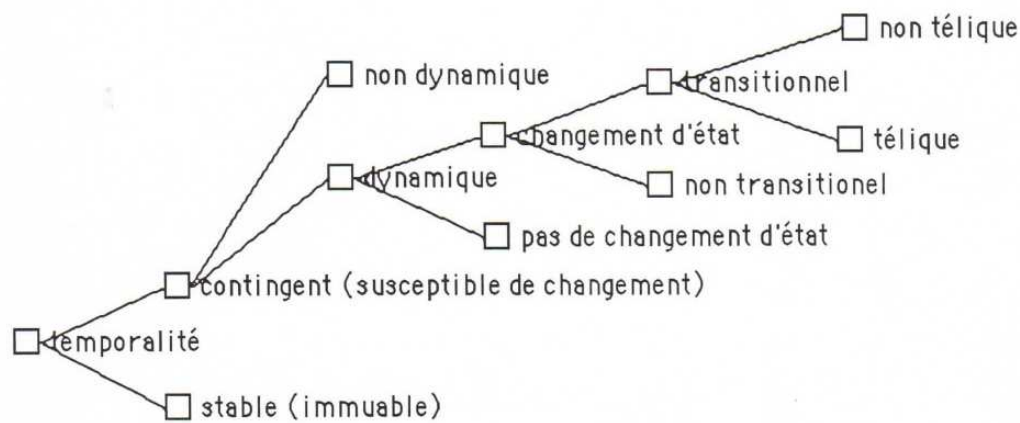 non télique
non dynamique
transitionnel
changement d'état
télique
dynamique
non transitionel
pas de changement d'état
contingent (susceptible de changement)
temporalité
stable (immuable)